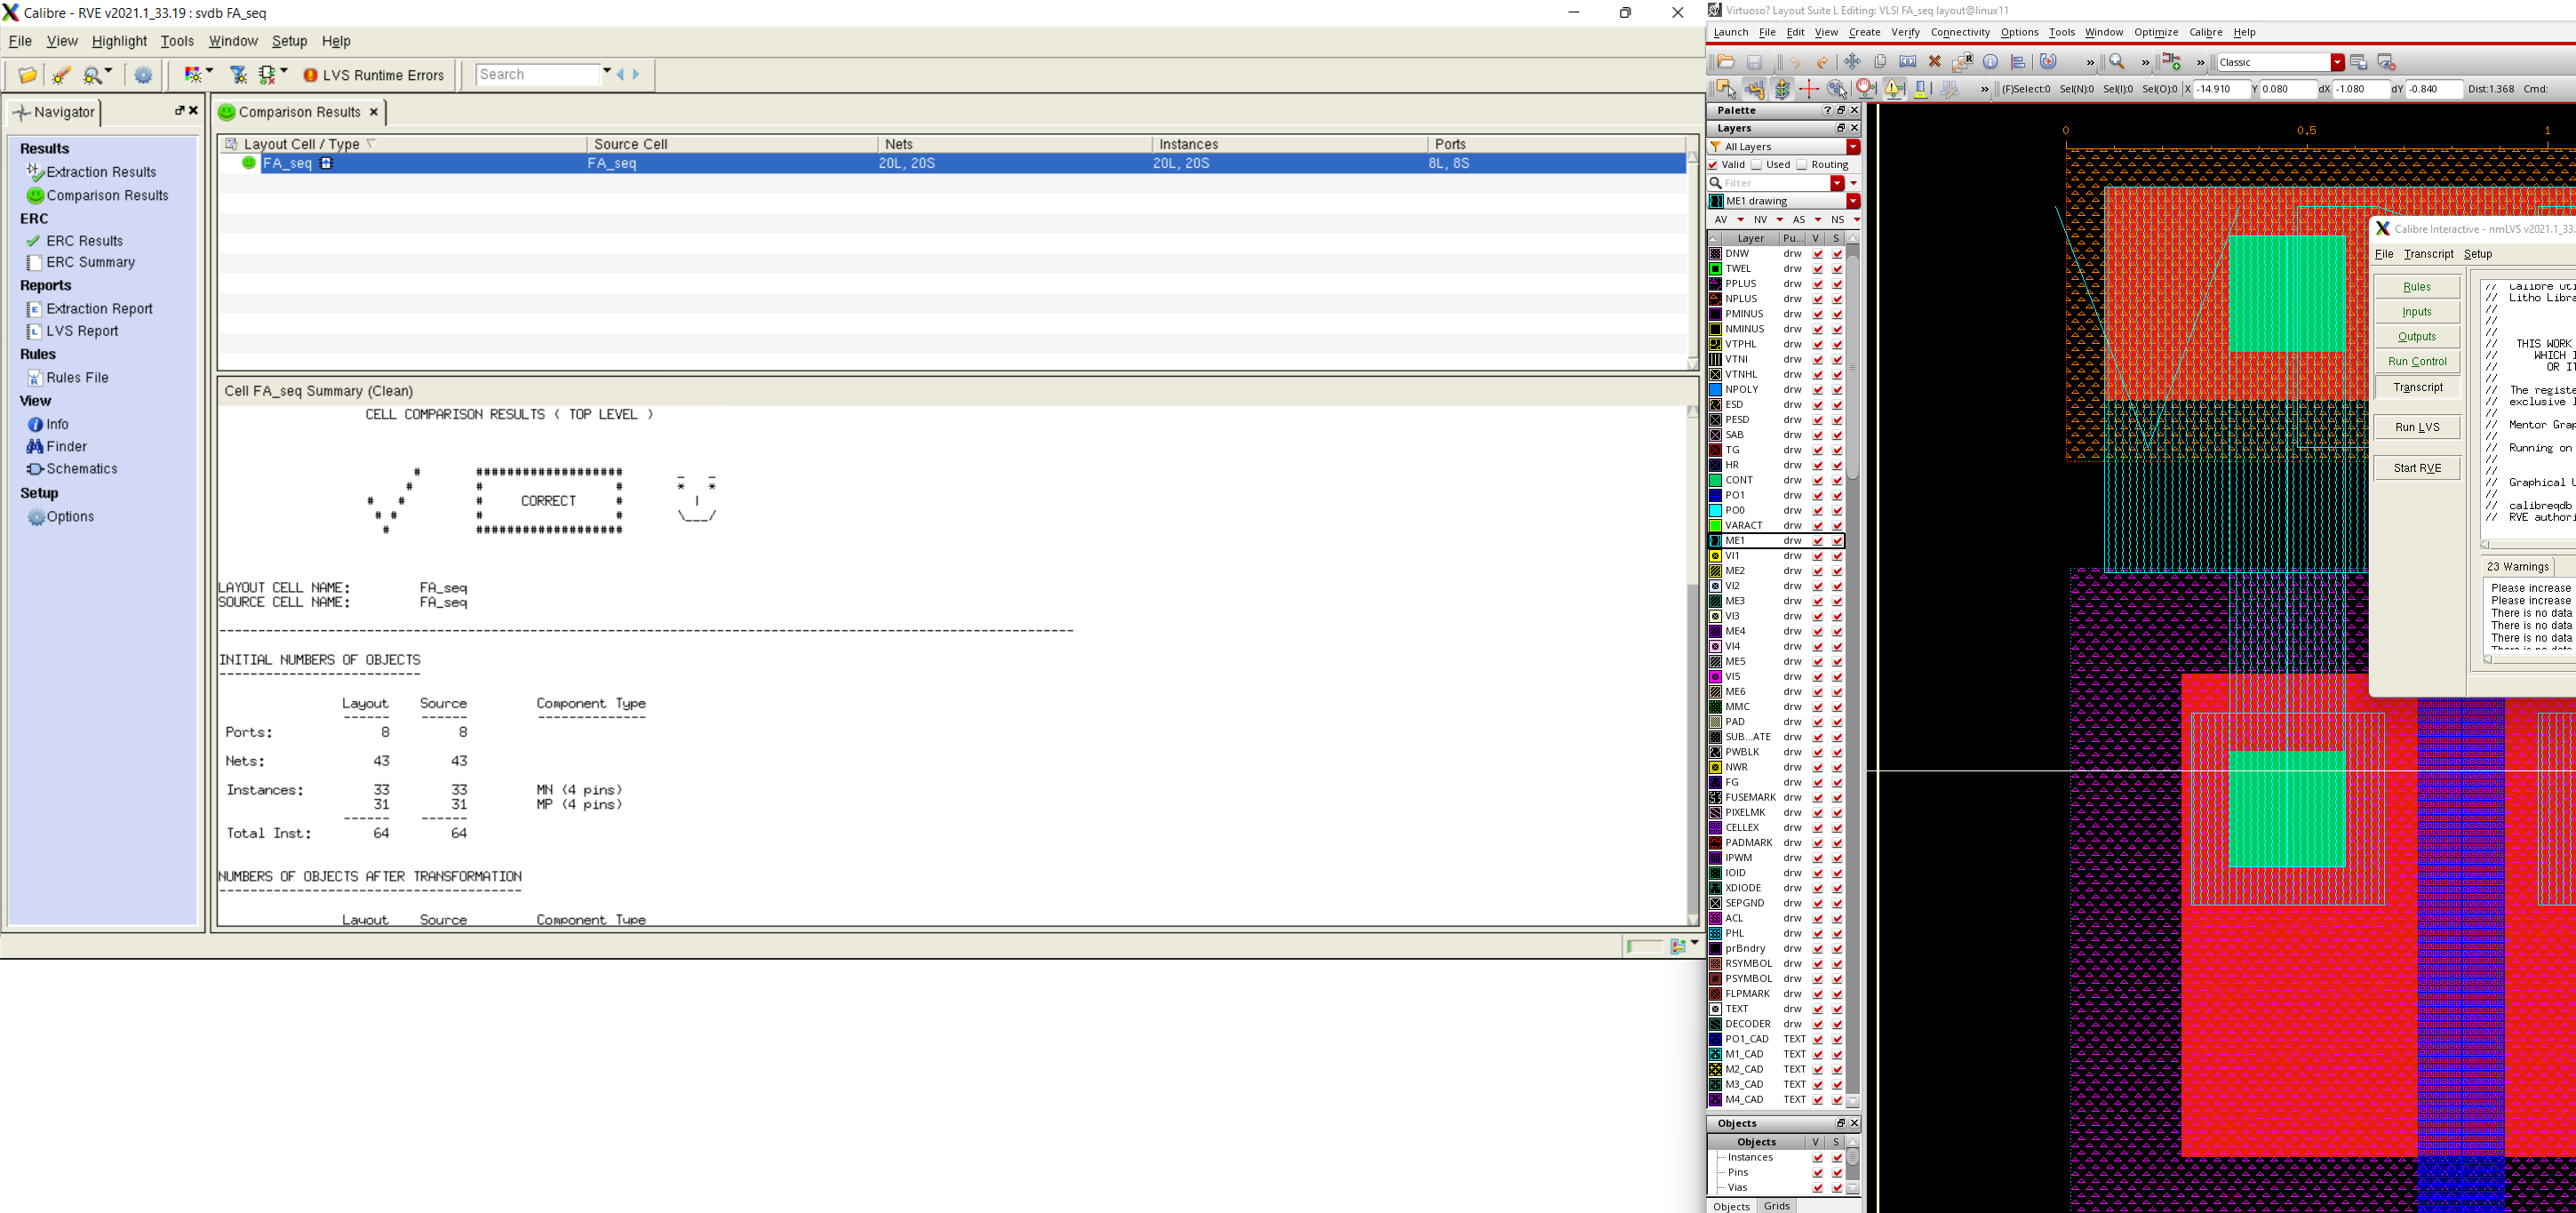 Calibre - RVE v2021.1_33.19 : svdb FA_seq
File View Highlight Tools Window Setup Help
LVS Runtime Errors Search
Navigator
Results
Extraction Results
Comparison Results
ERC
ERC Results
ERC Summary
Reports
Extraction Report
LVS Report
Rules
Rules File
View
Info
Finder
Schematics
Setup
Options
Comparison Results
Layout Cell / Type Source Cell Nets Instances Ports
FA_seq FA_seq 20L, 20S 20L, 20S 8L, 8S
Cell FA_seq Summary (Clean)
CELL COMPARISON RESULTS ( TOP LEVEL )
# ################### _ _
# # # * *
# # # CORRECT # |
# # # # \___/
# ###################
LAYOUT CELL NAME: FA_seq
SOURCE CELL NAME: FA_seq
INITIAL NUMBERS OF OBJECTS
Layout Source Component Type
Ports: 8 8
Nets: 43 43
Instances: 33 33 MN (4 pins)
31 31 MP (4 pins)
Total Inst: 64 64
NUMBERS OF OBJECTS AFTER TRANSFORMATION
Layout Source Component Type
Virtuoso? Layout Suite L Editing: VLSI FA_seq layout@linux11
Launch File Edit View Create Verify Connectivity Options Tools Window Optimize Calibre Help
» » » Classic
» (F)Select:0 Sel(N):0 Sel(I):0 Sel(O):0 X -14.910 Y 0.080 dX -1.080 dY -0.840 Dist:1.368 Cmd:
Palette
Layers
All Layers
Valid Used Routing
Filter
ME1 drawing
AV NV AS NS
Layer Pu... V S
DNW drw
TWEL drw
PPLUS drw
NPLUS drw
PMINUS drw
NMINUS drw
VTPHL drw
VTNI drw
VTNHL drw
NPOLY drw
ESD drw
PESD drw
SAB drw
TG drw
HR drw
CONT drw
PO1 drw
PO0 drw
VARACT drw
ME1 drw
VI1 drw
ME2 drw
VI2 drw
ME3 drw
VI3 drw
ME4 drw
VI4 drw
ME5 drw
VI5 drw
ME6 drw
MMC drw
PAD drw
SUB...ATE drw
PWBLK drw
NWR drw
FG drw
FUSEMARK drw
PIXELMK drw
CELLEX drw
PADMARK drw
IPWM drw
IOID drw
XDIODE drw
SEPGND drw
ACL drw
PHL drw
prBndry drw
RSYMBOL drw
PSYMBOL drw
FLPMARK drw
TEXT drw
DECODER drw
PO1_CAD TEXT
M1_CAD TEXT
M2_CAD TEXT
M3_CAD TEXT
M4_CAD TEXT
Objects
Objects V S
Instances
Pins
Vias
Objects Grids
0 0.5 1
Calibre Interactive - nmLVS v2021.1_33.
File Transcript Setup
Rules
Inputs
Outputs
Run Control
Transcript
Run LVS
Start RVE
// Litho Libra
//
//
//
// THIS WORK
// WHICH I
// OR IT
//
// The registe
// exclusive l
//
// Mentor Grap
//
// Running on
//
//
// Graphical U
//
// calibreqdb
// RVE authori
23 Warnings
Please increase
Please increase
There is no data
There is no data
There is no data
There is no data